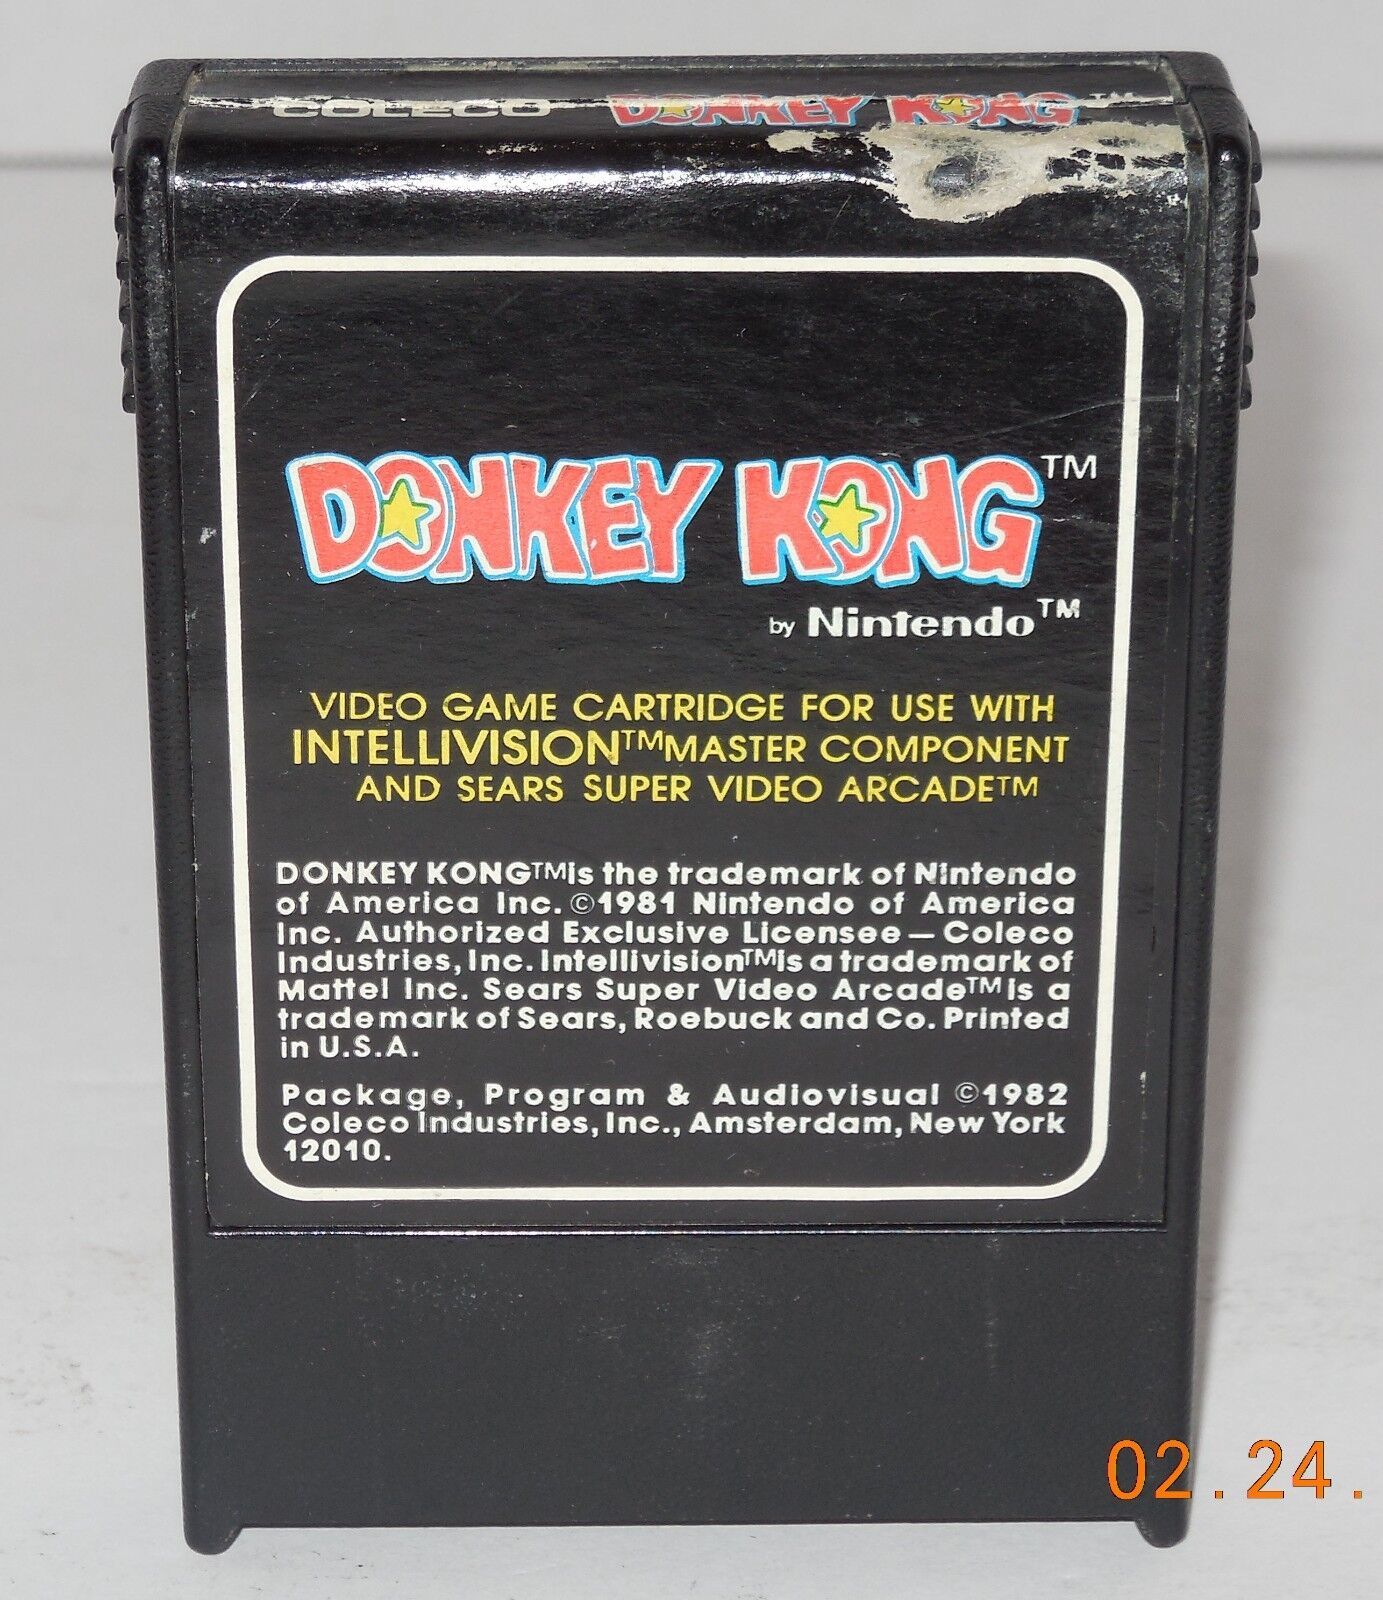 COLECO DONKEY KONG™
DONKEY KONG™
by Nintendo™
VIDEO GAME CARTRIDGE FOR USE WITH
INTELLIVISION™ MASTER COMPONENT
AND SEARS SUPER VIDEO ARCADE™
DONKEY KONG™ is the trademark of Nintendo
of America Inc. ©1981 Nintendo of America
Inc. Authorized Exclusive Licensee — Coleco
Industries, Inc. Intellivision™ is a trademark of
Mattel Inc. Sears Super Video Arcade™ is a
trademark of Sears, Roebuck and Co. Printed
in U.S.A.
Package, Program & Audiovisual ©1982
Coleco Industries, Inc., Amsterdam, New York
12010.
02.24.